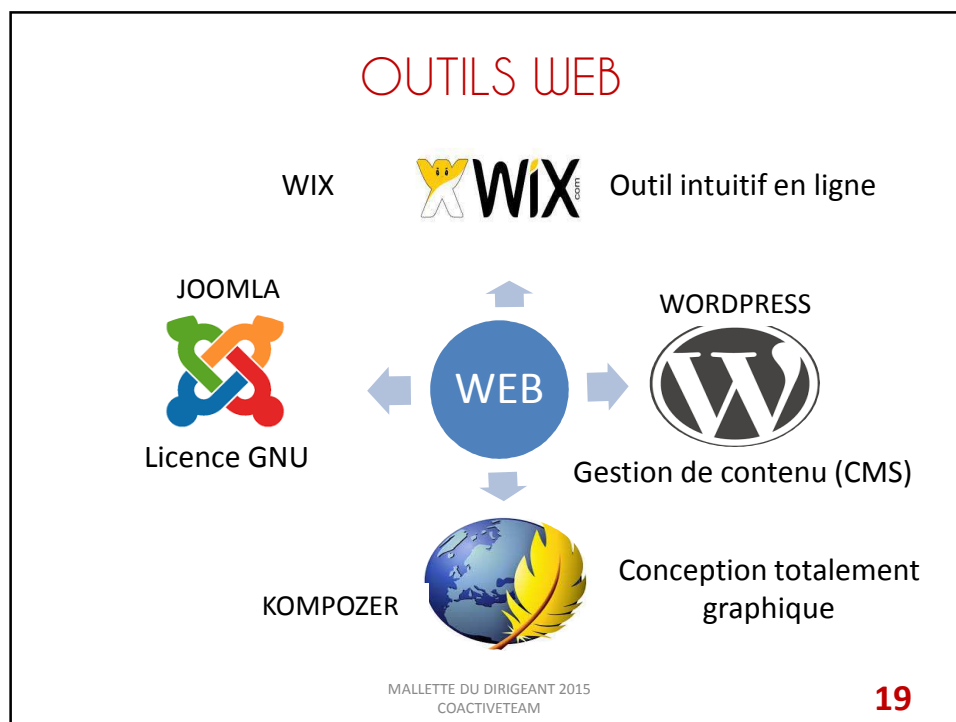 OUTILS WEB
WIX
WiX.com
Outil intuitif en ligne
JOOMLA
Licence GNU
WEB
WORDPRESS
W
Gestion de contenu (CMS)
KOMPOZER
Conception totalement
graphique
MALLETTE DU DIRIGEANT 2015
COACTIVETEAM
19